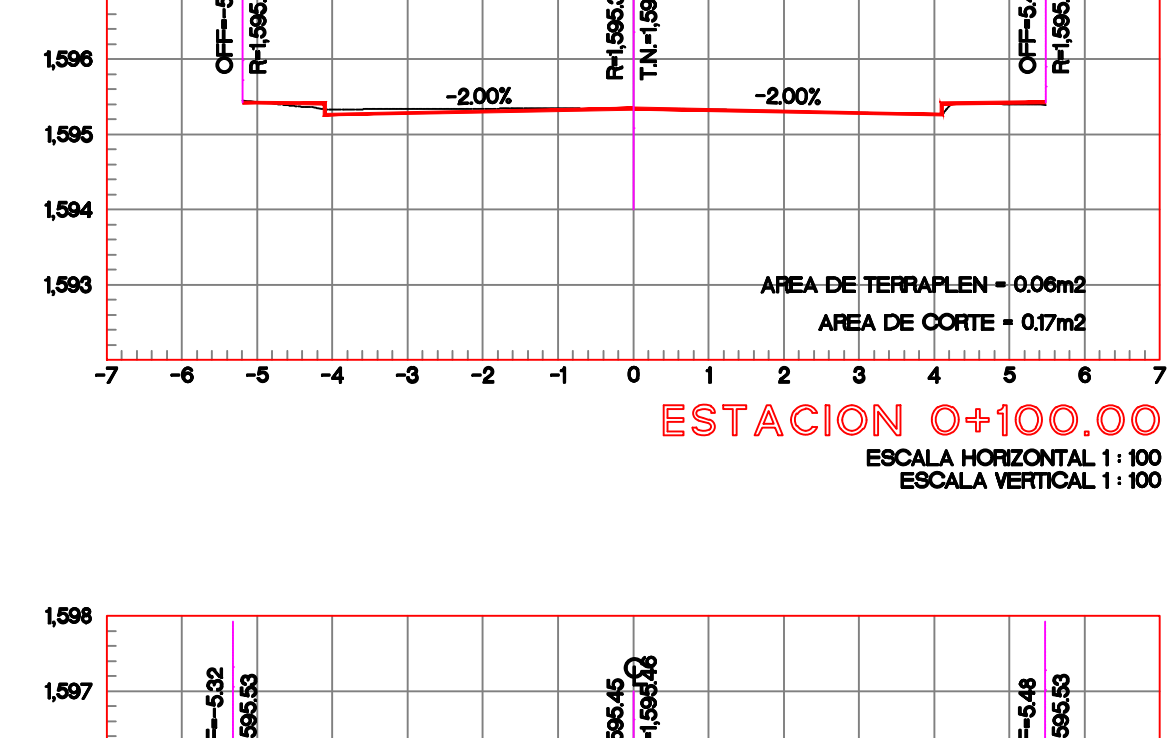 OFF=-5
R=1,595.
R=1,595.
T.N.=1,59
OFF=5.
R=1,595.
1,596
-2.00%
-2.00%
1,595
1,594
1,593
AREA DE TERRAPLEN = 0.06m2
AREA DE CORTE = 0.17m2
-7 -6 -5 -4 -3 -2 -1 0 1 2 3 4 5 6 7
ESTACION 0+100.00
ESCALA HORIZONTAL 1 : 100
ESCALA VERTICAL 1 : 100
1,598
1,597
F=-5.32
595.53
595.45
=1,595.46
F=5.48
595.53